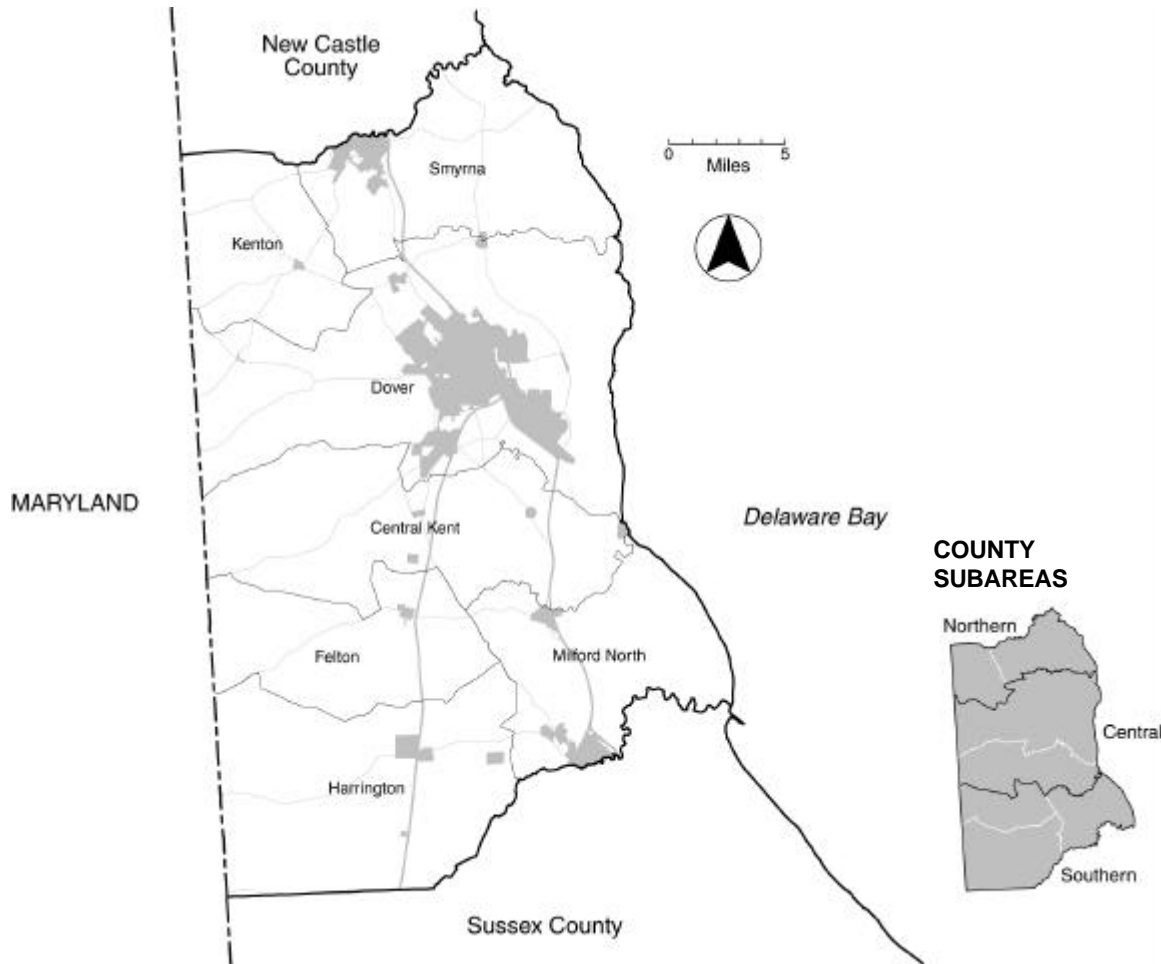 New Castle
County
Smyrna
0 5
Miles
Kenton
Dover
MARYLAND
Central Kent
Delaware Bay
COUNTY
SUBAREAS
Northern
Felton
Milford North
Central
Harrington
Southern
Sussex County